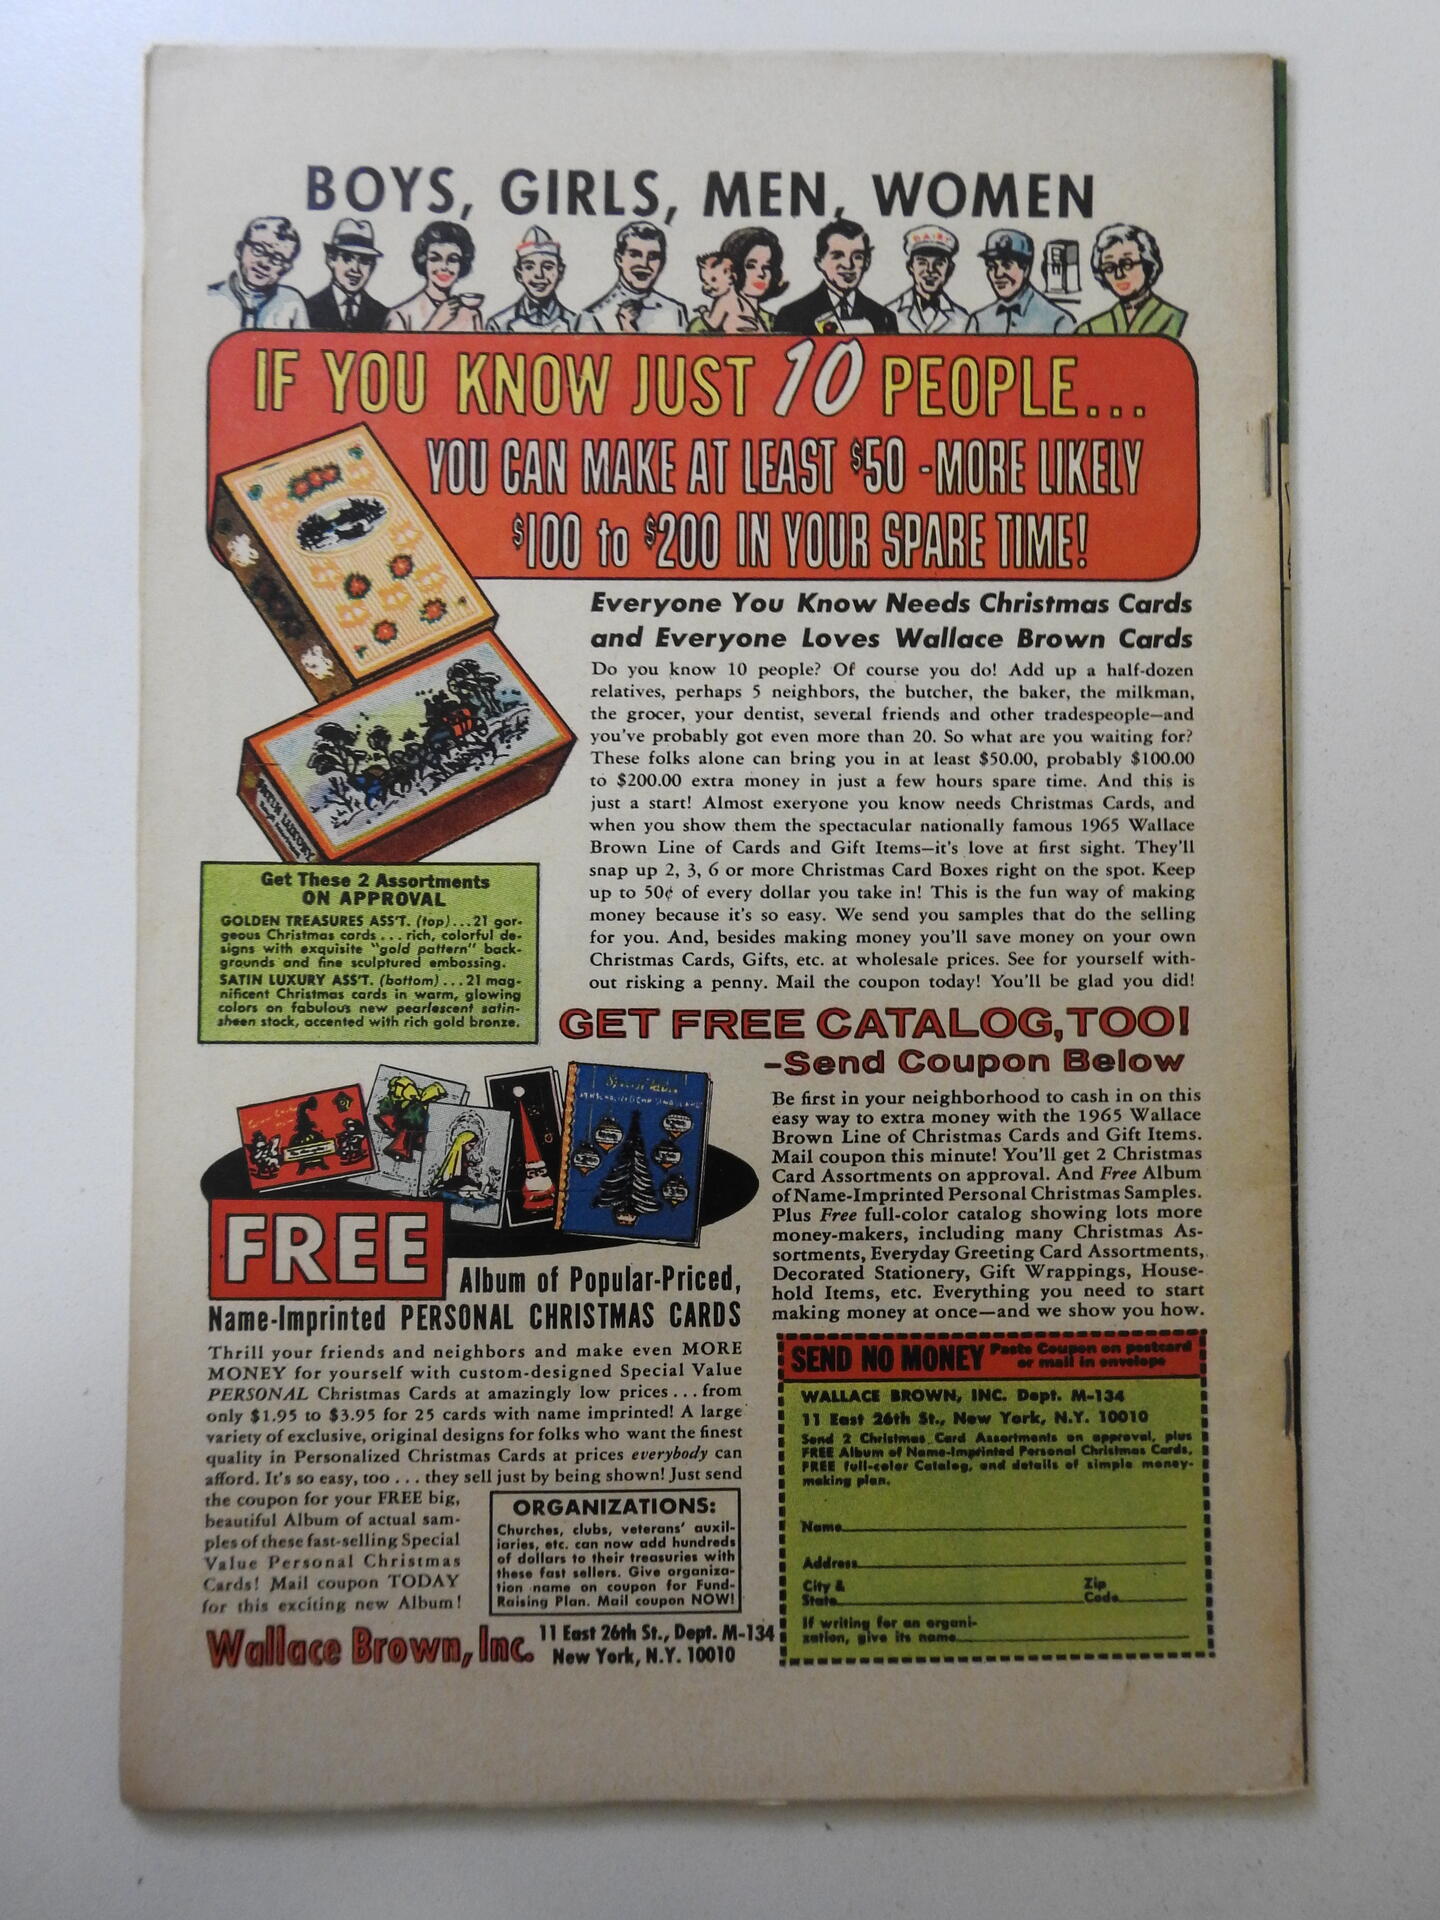 BOYS, GIRLS, MEN, WOMEN
DAIRY
IF YOU KNOW JUST 10 PEOPLE...
YOU CAN MAKE AT LEAST $50 -MORE LIKELY
$100 to $200 IN YOUR SPARE TIME!
Everyone You Know Needs Christmas Cards
and Everyone Loves Wallace Brown Cards
Do you know 10 people? Of course you do! Add up a half-dozen
relatives, perhaps 5 neighbors, the butcher, the baker, the milkman,
the grocer, your dentist, several friends and other tradespeople—and
you've probably got even more than 20. So what are you waiting for?
These folks alone can bring you in at least $50.00, probably $100.00
to $200.00 extra money in just a few hours spare time. And this is
just a start! Almost exeryone you know needs Christmas Cards, and
when you show them the spectacular nationally famous 1965 Wallace
Brown Line of Cards and Gift Items—it's love at first sight. They'll
snap up 2, 3, 6 or more Christmas Card Boxes right on the spot. Keep
up to 50¢ of every dollar you take in! This is the fun way of making
money because it's so easy. We send you samples that do the selling
for you. And, besides making money you'll save money on your own
Christmas Cards, Gifts, etc. at wholesale prices. See for yourself with-
out risking a penny. Mail the coupon today! You'll be glad you did!
SATIN LUXURY
Get These 2 Assortments
ON APPROVAL
GOLDEN TREASURES ASS'T. (top)...21 gor-
geous Christmas cards...rich, colorful de-
signs with exquisite "gold pattern" back-
grounds and fine sculptured embossing.
SATIN LUXURY ASS'T. (bottom)...21 mag-
nificent Christmas cards in warm, glowing
colors on fabulous new pearlescent satin-
sheen stock, accented with rich gold bronze.
GET FREE CATALOG, TOO!
-Send Coupon Below
Be first in your neighborhood to cash in on this
easy way to extra money with the 1965 Wallace
Brown Line of Christmas Cards and Gift Items.
Mail coupon this minute! You'll get 2 Christmas
Card Assortments on approval. And Free Album
of Name-Imprinted Personal Christmas Samples.
Plus Free full-color catalog showing lots more
money-makers, including many Christmas As-
sortments, Everyday Greeting Card Assortments,
Decorated Stationery, Gift Wrappings, House-
hold Items, etc. Everything you need to start
making money at once—and we show you how.
Special Value
FREE
Album of Popular-Priced,
Name-Imprinted PERSONAL CHRISTMAS CARDS
Thrill your friends and neighbors and make even MORE
MONEY for yourself with custom-designed Special Value
PERSONAL Christmas Cards at amazingly low prices...from
only $1.95 to $3.95 for 25 cards with name imprinted! A large
variety of exclusive, original designs for folks who want the finest
quality in Personalized Christmas Cards at prices everybody can
afford. It's so easy, too...they sell just by being shown! Just send
the coupon for your FREE big,
beautiful Album of actual sam-
ples of these fast-selling Special
Value Personal Christmas
Cards! Mail coupon TODAY
for this exciting new Album!
ORGANIZATIONS:
Churches, clubs, veterans' auxil-
iaries, etc. can now add hundreds
of dollars to their treasuries with
these fast sellers. Give organiza-
tion name on coupon for Fund-
Raising Plan. Mail coupon NOW!
Wallace Brown, Inc. 11 East 26th St., Dept. M-134
New York, N.Y. 10010
SEND NO MONEY Paste Coupon on postcard
or mail in envelope
WALLACE BROWN, INC. Dept. M-134
11 East 26th St., New York, N.Y. 10010
Send 2 Christmas Card Assortments on approval, plus
FREE Album of Name-Imprinted Personal Christmas Cards,
FREE full-color Catalog, and details of simple money-
making plan.
Name
Address
City &
State
Zip
Code
If writing for an organi-
zation, give its name